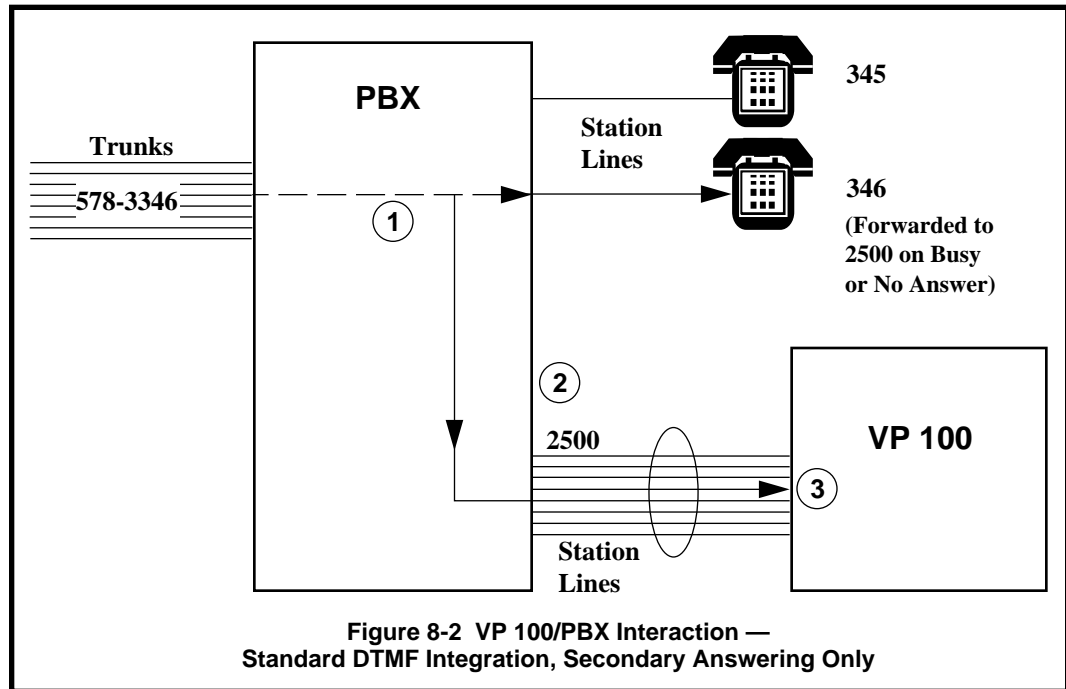 PBX
345
Station
Lines
Trunks
578-3346
1
346
(Forwarded to
2500 on Busy
or No Answer)
2
2500
VP 100
3
Station
Lines
Figure 8-2 VP 100/PBX Interaction —
Standard DTMF Integration, Secondary Answering Only